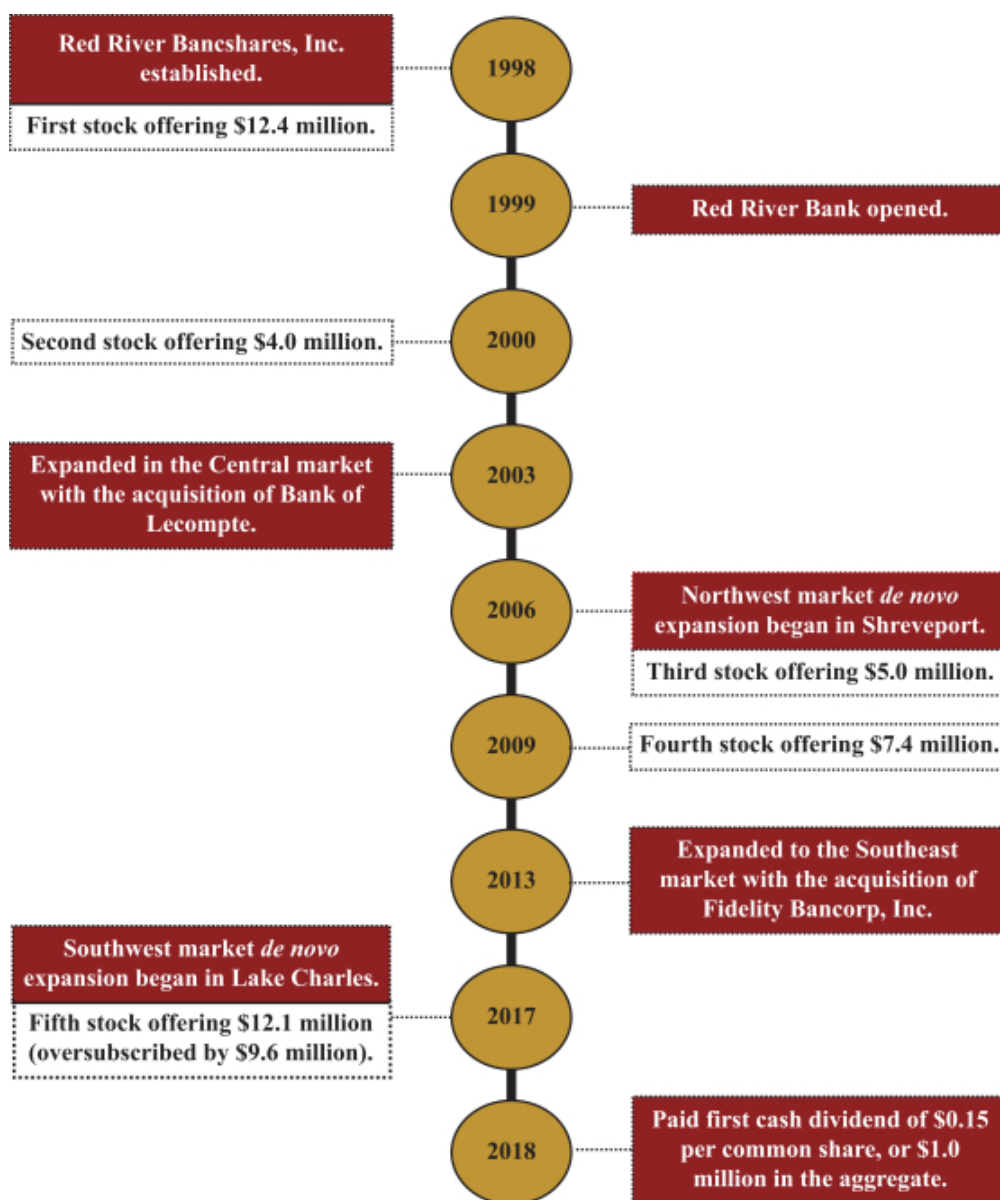 Red River Bancshares, Inc.
established.
First stock offering $12.4 million.
1998
1999
Red River Bank opened.
Second stock offering $4.0 million.
2000
Expanded in the Central market
with the acquisition of Bank of
Lecompte.
2003
2006
Northwest market de novo
expansion began in Shreveport.
Third stock offering $5.0 million.
2009
Fourth stock offering $7.4 million.
2013
Expanded to the Southeast
market with the acquisition of
Fidelity Bancorp, Inc.
Southwest market de novo
expansion began in Lake Charles.
Fifth stock offering $12.1 million
(oversubscribed by $9.6 million).
2017
2018
Paid first cash dividend of $0.15
per common share, or $1.0
million in the aggregate.